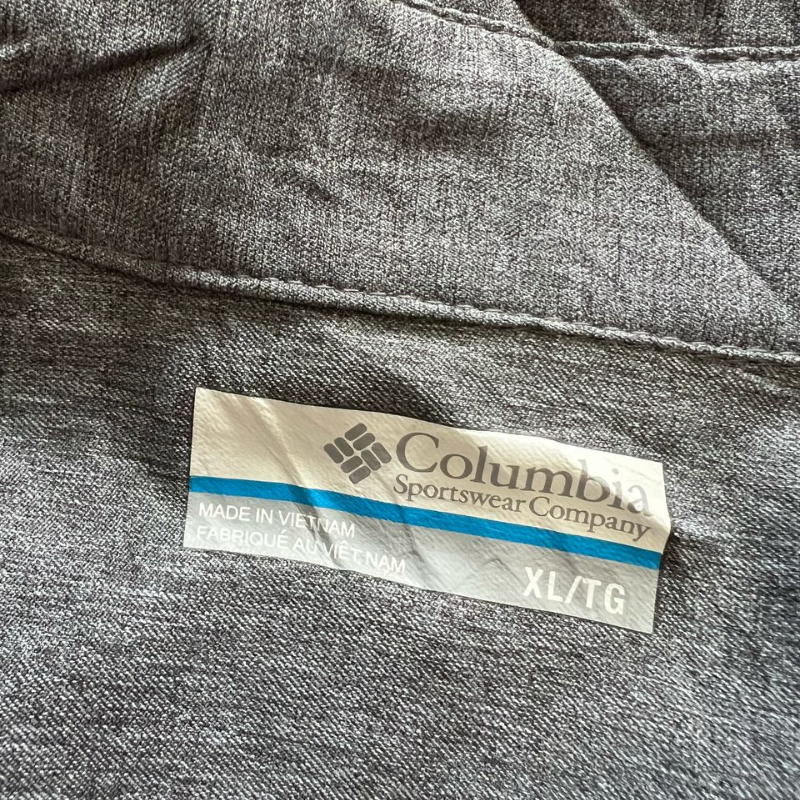 Columbia
Sportswear Company
MADE IN VIETNAM
FABRIQUÉ AU VIÊT NAM
XL/TG